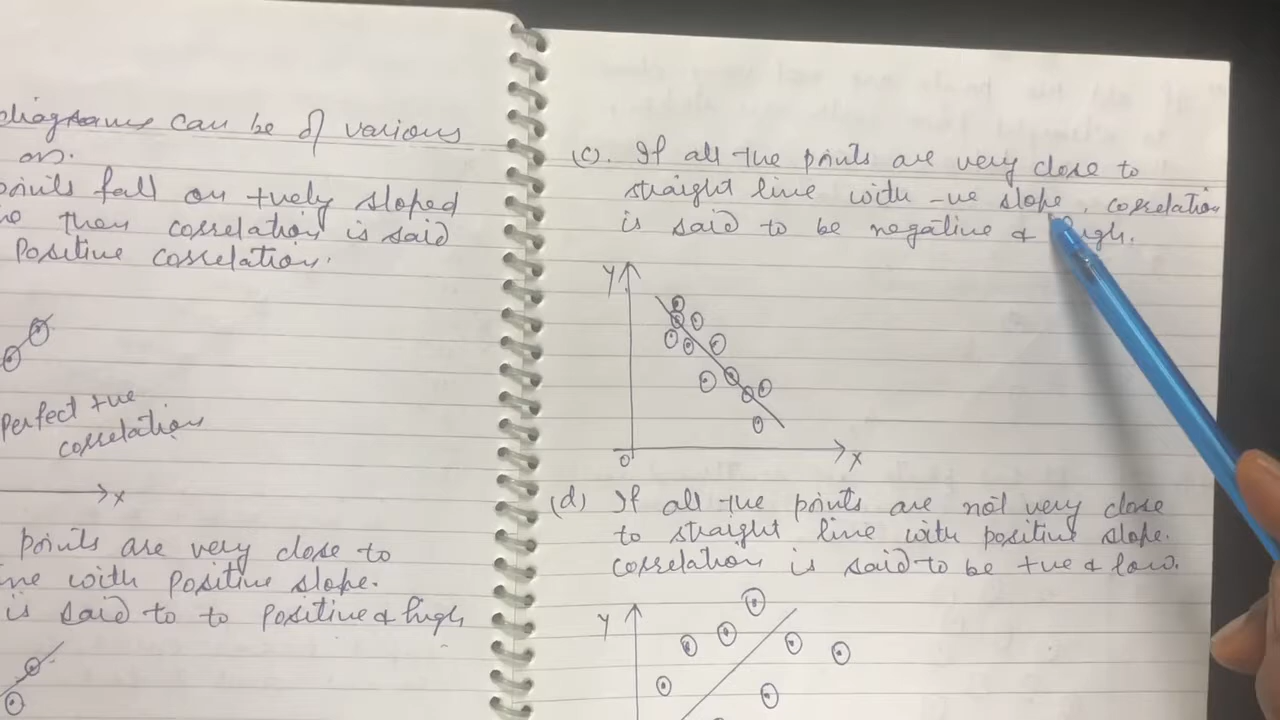 diagrams can be of various
on.
points fall on +vely sloped
then correlation is said
Positive correlation.
Perfect +ve
correlation
X
points are very close to
with positive slope.
is said to to positive & high
(c). If all the points are very close to
straight line with -ve slope, correlation
is said to be negative & high.
Y
O
X
(d) If all the points are not very close
to straight line with positive slope.
correlation is said to be +ve & low.
Y